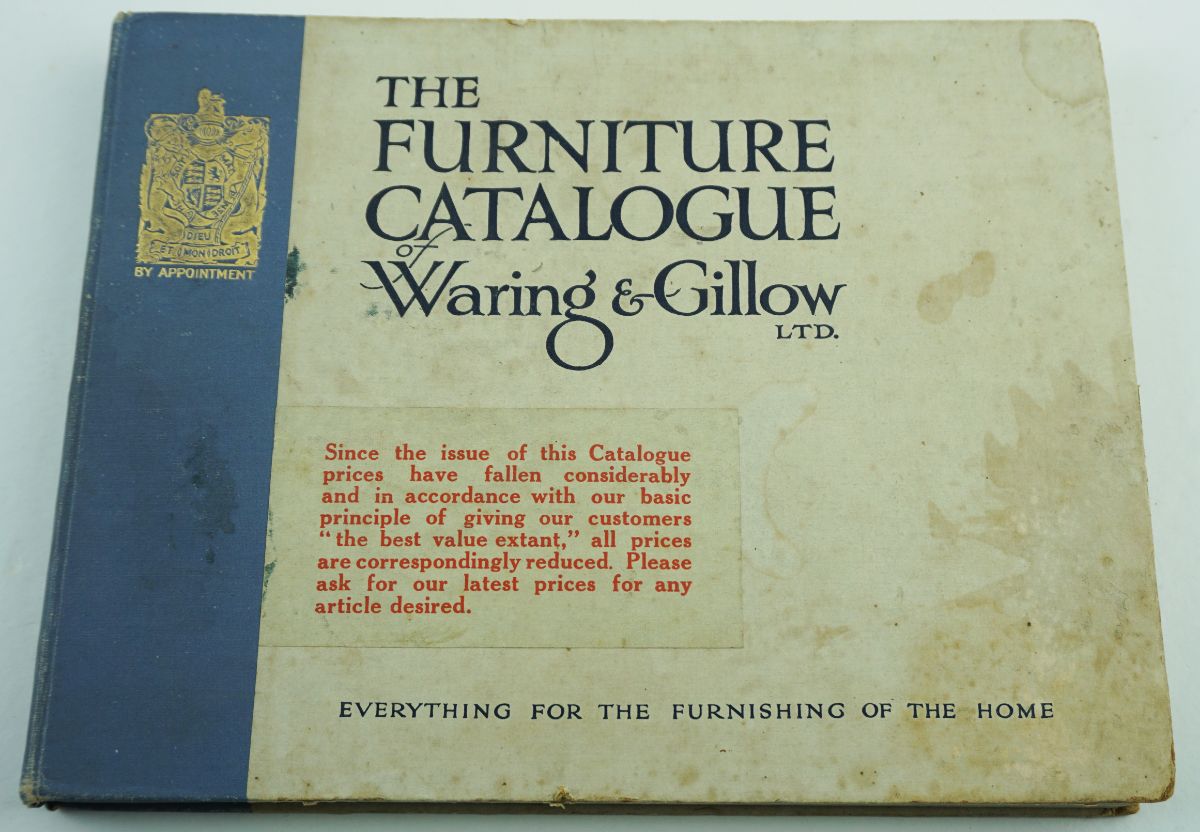 THE
FURNITURE
CATALOGUE
of
Waring & Gillow
LTD.
DIEU
ET MON DROIT
BY APPOINTMENT
Since the issue of this Catalogue
prices have fallen considerably
and in accordance with our basic
principle of giving our customers
"the best value extant," all prices
are correspondingly reduced. Please
ask for our latest prices for any
article desired.
EVERYTHING FOR THE FURNISHING OF THE HOME